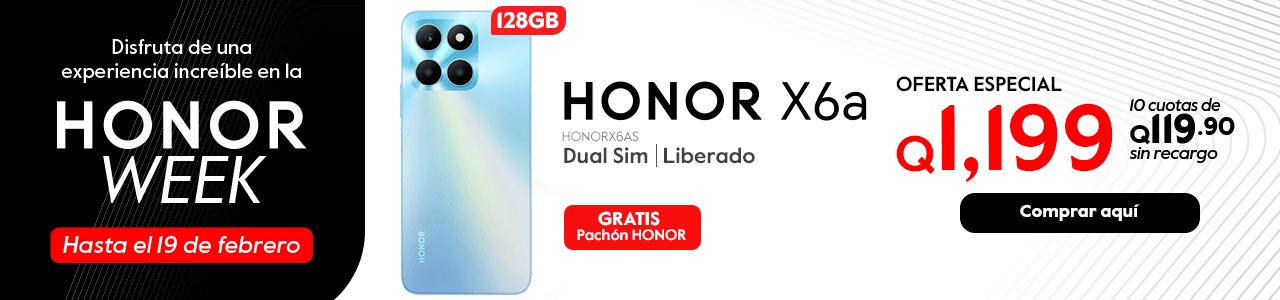 Disfruta de una
experiencia increíble en la
HONOR
WEEK
Hasta el 19 de febrero
128GB
HONOR
HONOR X6a
HONORX6AS
Dual Sim | Liberado
GRATIS
Pachón HONOR
OFERTA ESPECIAL
Q1,199
10 cuotas de
Q119.90
sin recargo
Comprar aquí